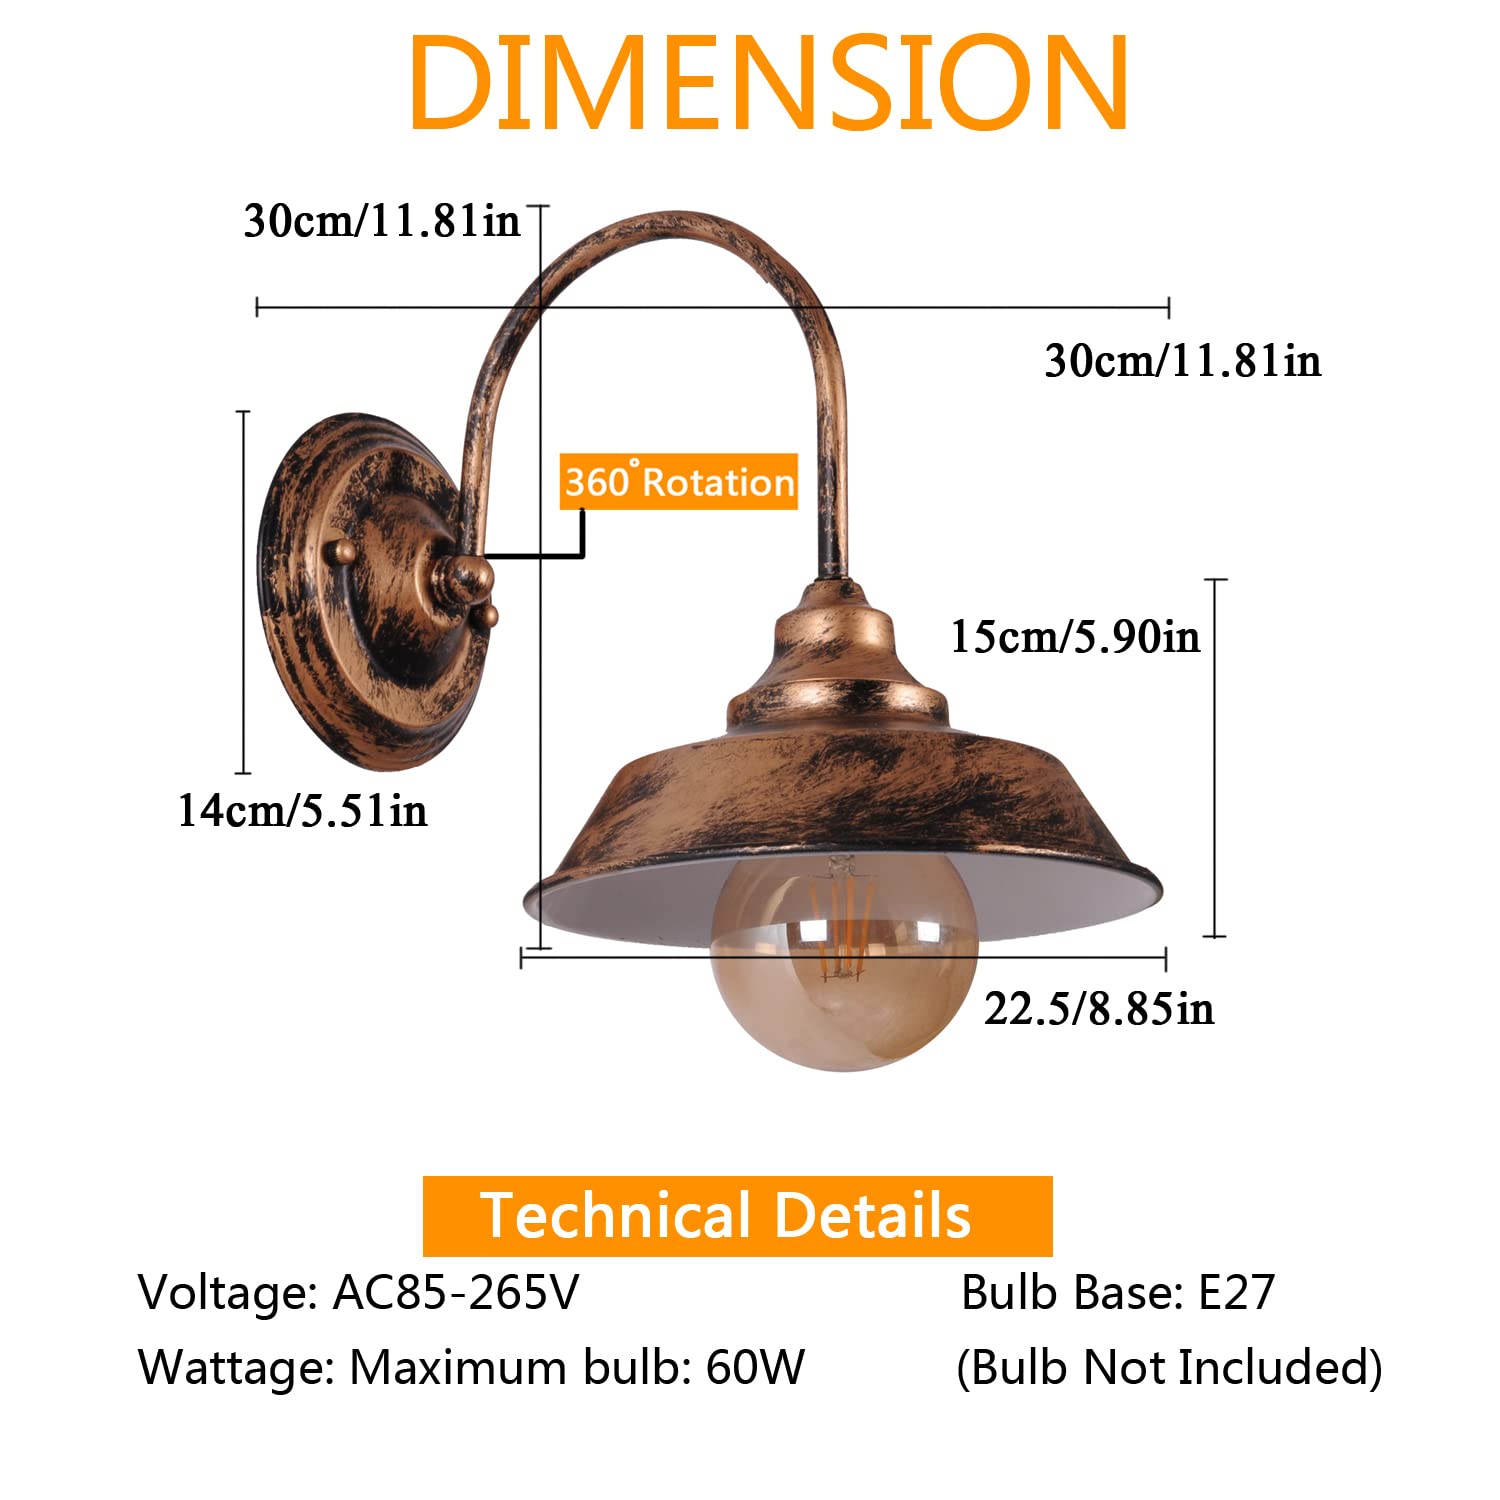 DIMENSION
30cm/11.81in
30cm/11.81in
360°Rotation
15cm/5.90in
14cm/5.51in
22.5/8.85in
Technical Details
Voltage: AC85-265V
Bulb Base: E27
Wattage: Maximum bulb: 60W
(Bulb Not Included)